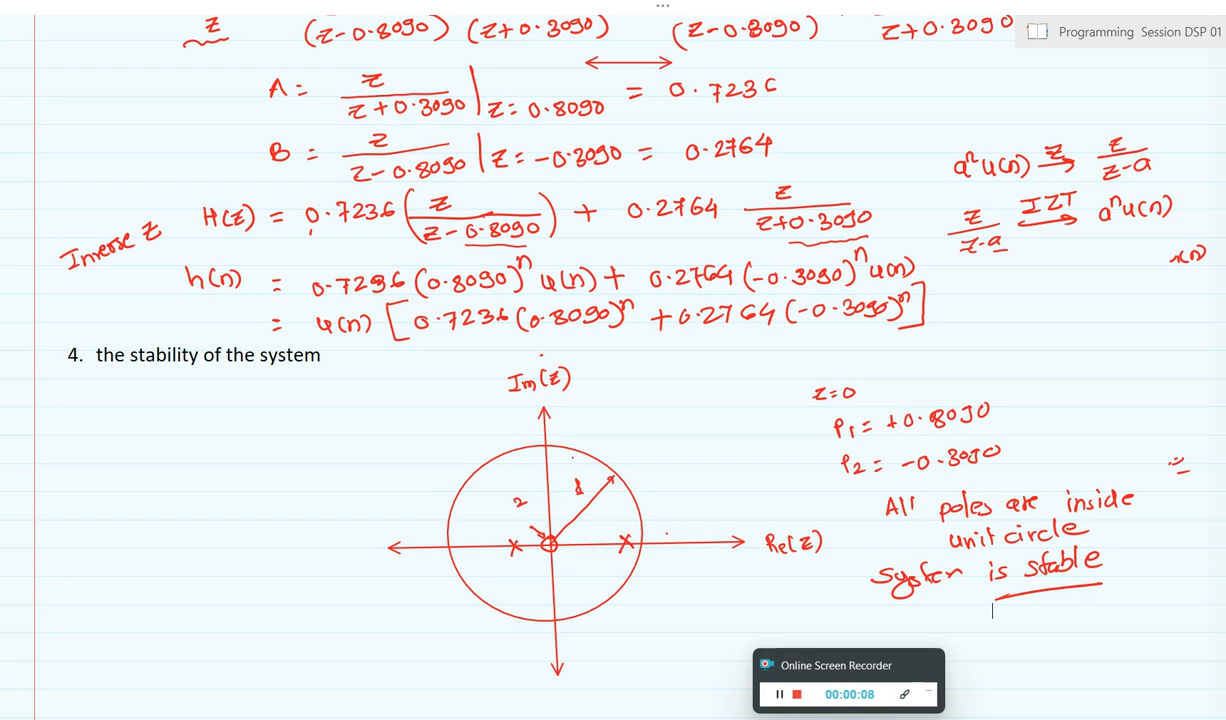 Z (Z-0.8090) (Z+0.3090) (Z-0.8090) Z+0.3090
Programming Session DSP 01
A = Z / Z+0.3090 | Z=0.8090 = 0.7236
B = Z / Z-0.8090 | Z=-0.3090 = 0.2764
a^n u(n) Z→ Z / Z-a
Inverse Z
H(Z) = 0.7236 (Z / Z-0.8090) + 0.2764 Z / Z+0.3090
Z / Z-a IZT→ a^n u(n)
x(n)
h(n) = 0.7236 (0.8090)^n u(n) + 0.2764 (-0.3090)^n u(n)
= u(n) [0.7236 (0.8090)^n + 0.2764 (-0.3090)^n]
4. the stability of the system
Im(Z)
Z=0
P1 = +0.8090
P2 = -0.3090
2 1
All poles are inside
unit circle
Re(Z)
System is stable
Online Screen Recorder
00:00:08